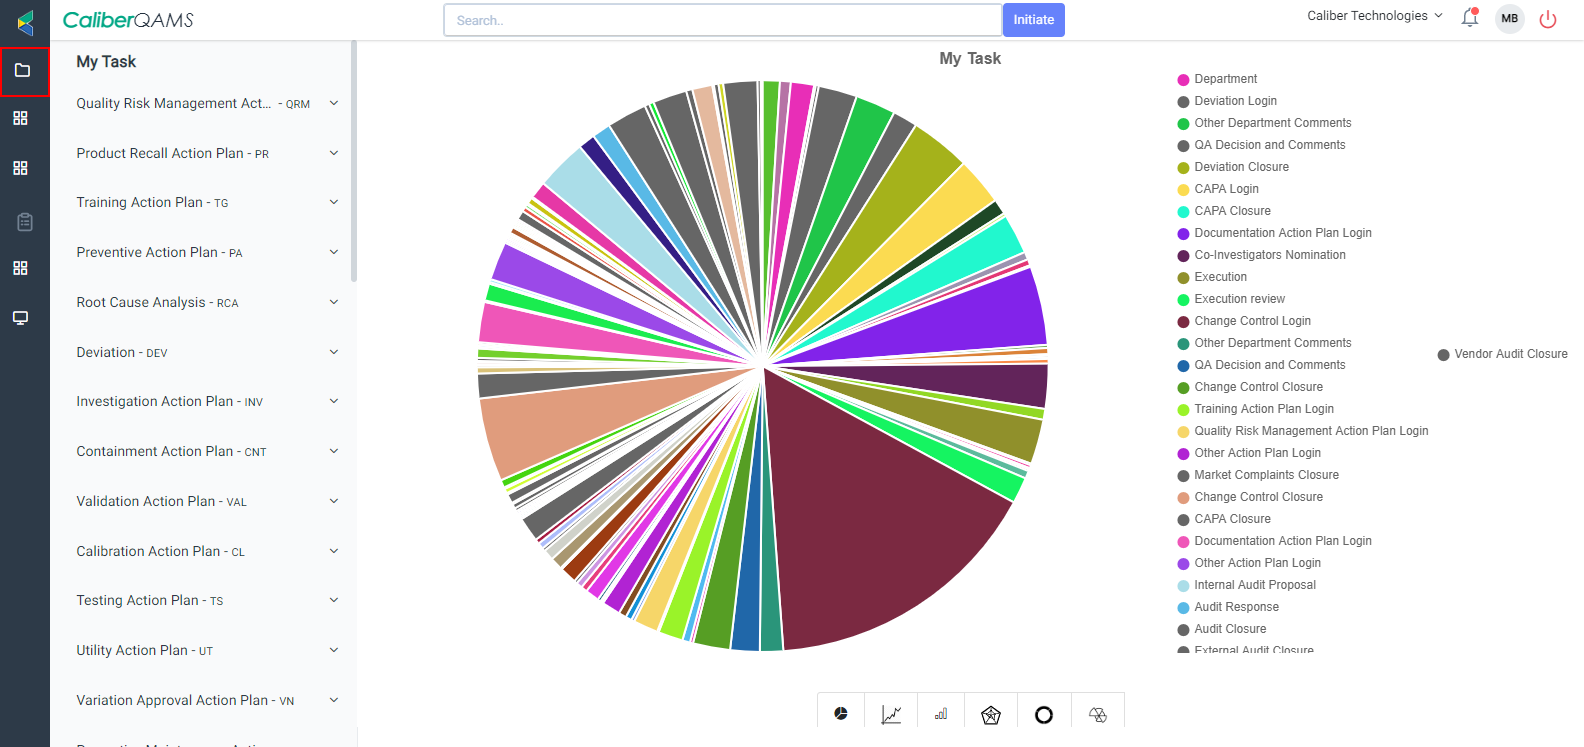 CaliberQAMS
Search..
Initiate
Caliber Technologies
MB
My Task
Quality Risk Management Act... - QRM
Product Recall Action Plan - PR
Training Action Plan - TG
Preventive Action Plan - PA
Root Cause Analysis - RCA
Deviation - DEV
Investigation Action Plan - INV
Containment Action Plan - CNT
Validation Action Plan - VAL
Calibration Action Plan - CL
Testing Action Plan - TS
Utility Action Plan - UT
Variation Approval Action Plan - VN
My Task
Department
Deviation Login
Other Department Comments
QA Decision and Comments
Deviation Closure
CAPA Login
CAPA Closure
Documentation Action Plan Login
Co-Investigators Nomination
Execution
Execution review
Change Control Login
Other Department Comments
QA Decision and Comments
Change Control Closure
Training Action Plan Login
Quality Risk Management Action Plan Login
Other Action Plan Login
Market Complaints Closure
Change Control Closure
CAPA Closure
Documentation Action Plan Login
Other Action Plan Login
Internal Audit Proposal
Audit Response
Audit Closure
External Audit Closure
Vendor Audit Closure